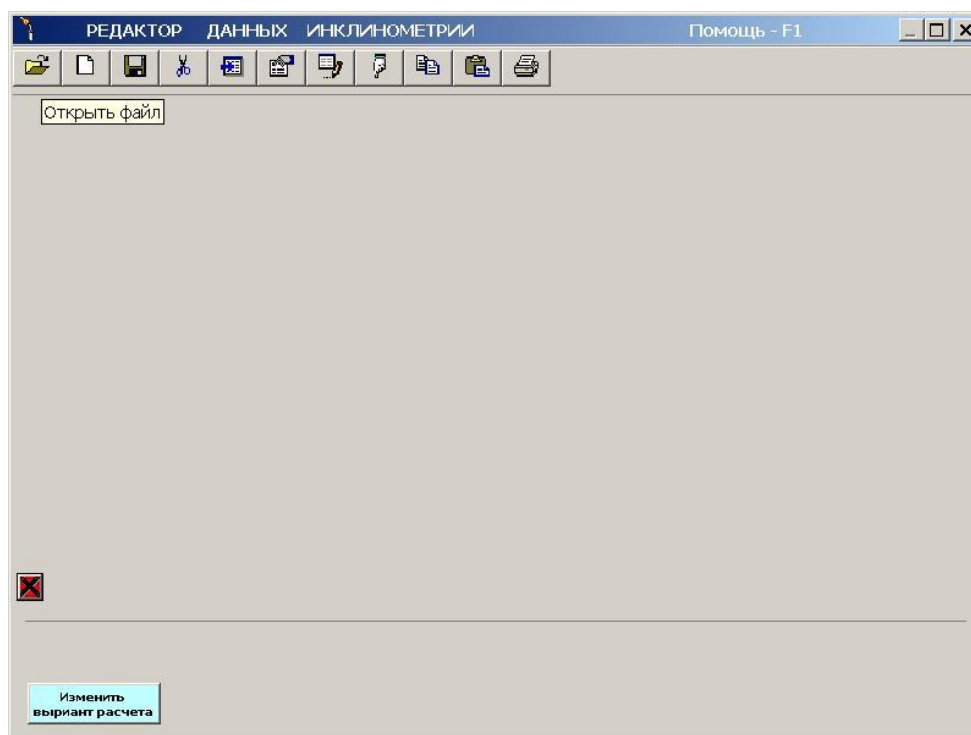 РЕДАКТОР ДАННЫХ ИНКЛИНОМЕТРИИ Помощь - F1
Открыть файл
Изменить
выриант расчета